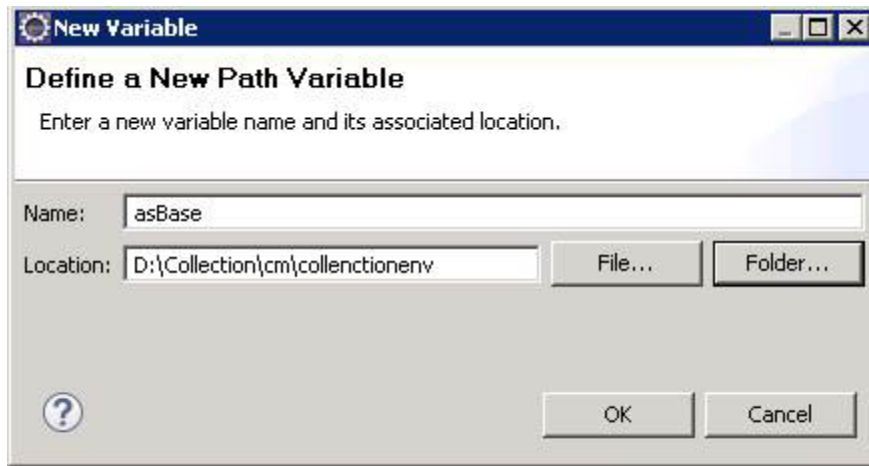 New Variable
Define a New Path Variable
Enter a new variable name and its associated location.
Name: asBase
Location: D:\Collection\cm\collenctionenv File... Folder...
? OK Cancel